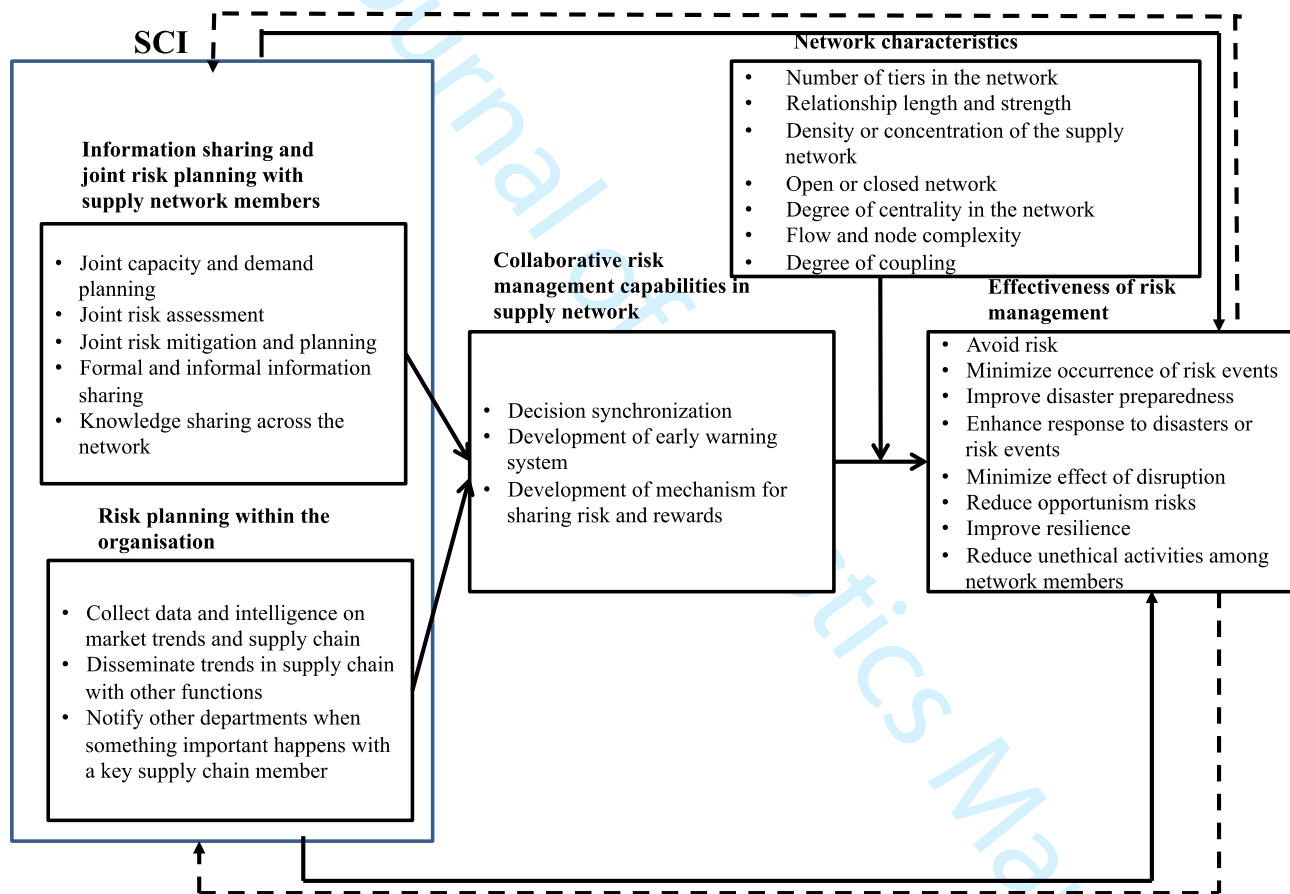 SCI
Information sharing and
joint risk planning with
supply network members
• Joint capacity and demand
planning
• Joint risk assessment
• Joint risk mitigation and planning
• Formal and informal information
sharing
• Knowledge sharing across the
network
Risk planning within the
organisation
• Collect data and intelligence on
market trends and supply chain
• Disseminate trends in supply chain
with other functions
• Notify other departments when
something important happens with
a key supply chain member
Collaborative risk
management capabilities in
supply network
• Decision synchronization
• Development of early warning
system
• Development of mechanism for
sharing risk and rewards
Network characteristics
• Number of tiers in the network
• Relationship length and strength
• Density or concentration of the supply
network
• Open or closed network
• Degree of centrality in the network
• Flow and node complexity
• Degree of coupling
Effectiveness of risk
management
• Avoid risk
• Minimize occurrence of risk events
• Improve disaster preparedness
• Enhance response to disasters or
risk events
• Minimize effect of disruption
• Reduce opportunism risks
• Improve resilience
• Reduce unethical activities among
network members
of